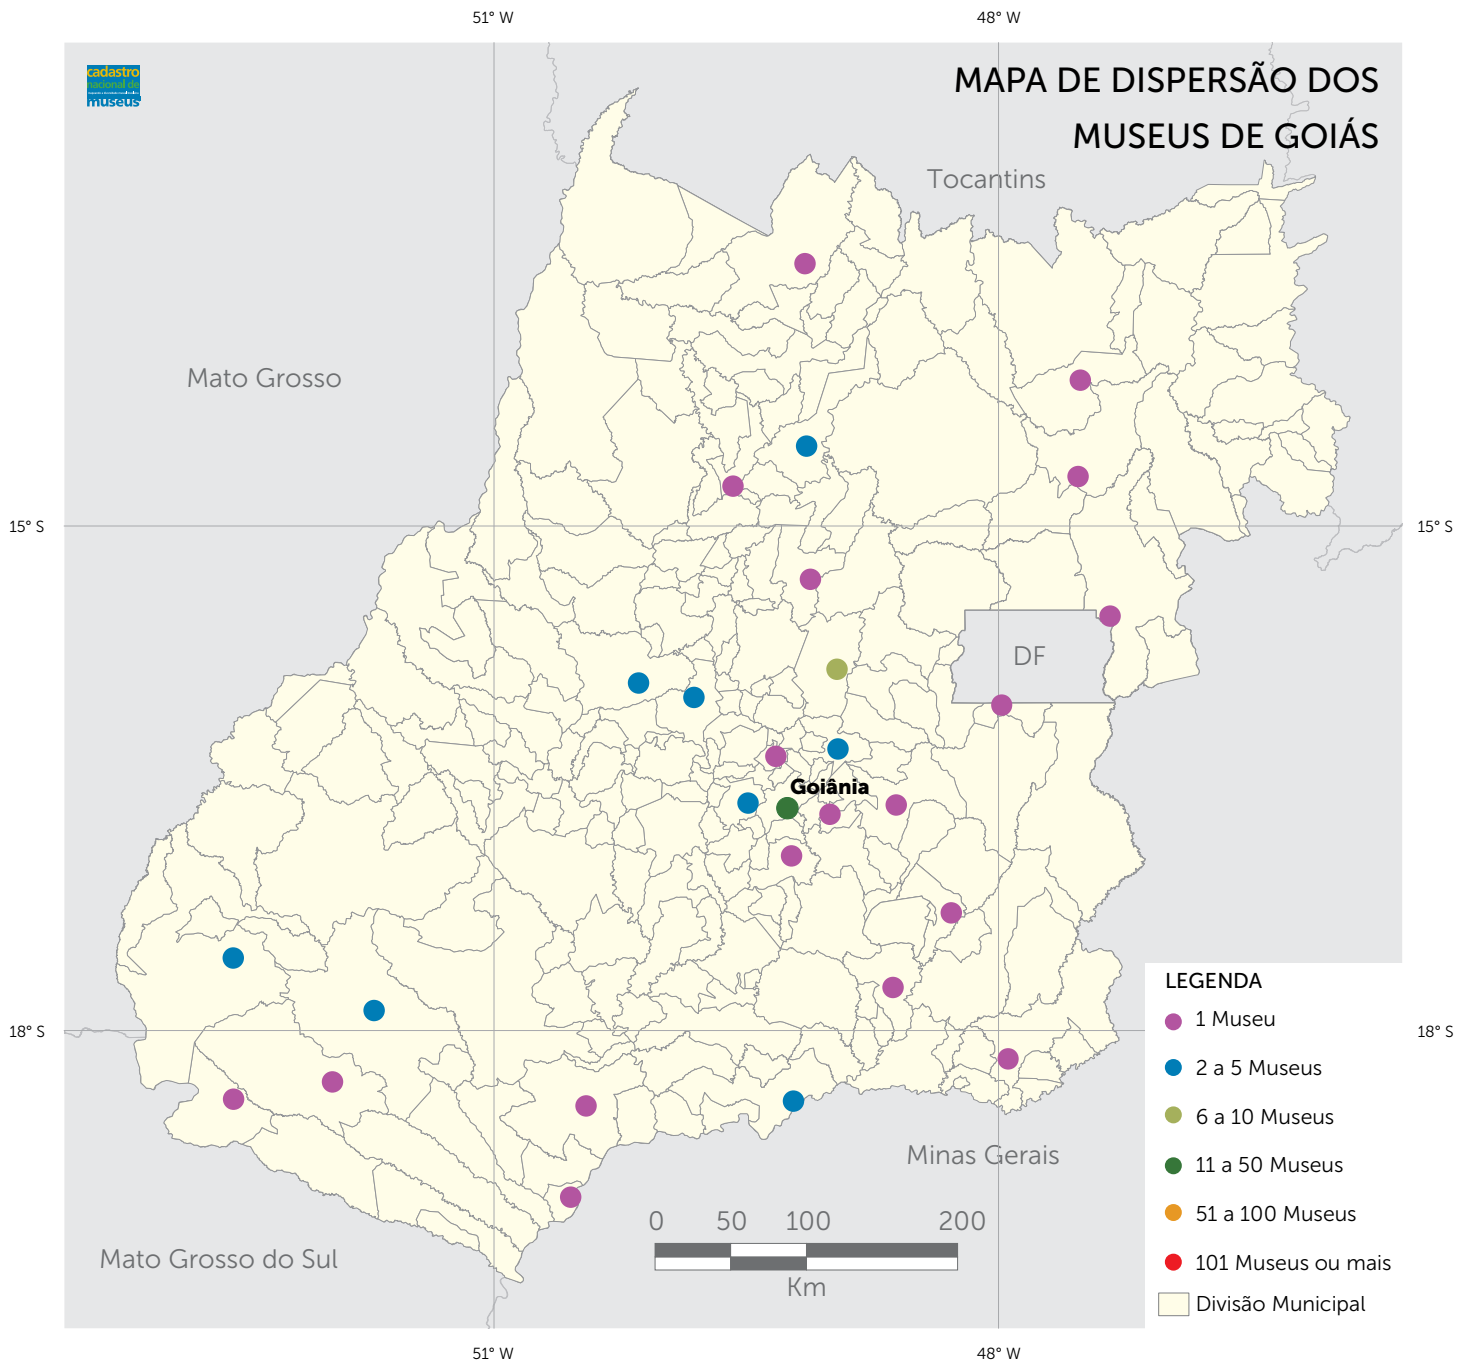 51° W
48° W
cadastro
nacional de
museus
MAPA DE DISPERSÃO DOS
MUSEUS DE GOIÁS
Tocantins
Mato Grosso
15° S
15° S
DF
Goiânia
LEGENDA
1 Museu
2 a 5 Museus
6 a 10 Museus
11 a 50 Museus
51 a 100 Museus
101 Museus ou mais
Divisão Municipal
18° S
18° S
Minas Gerais
0 50 100 200
Km
Mato Grosso do Sul
51° W
48° W